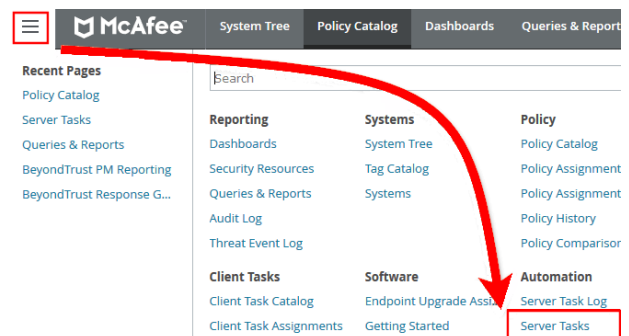 McAfee™ System Tree Policy Catalog Dashboards Queries & Report
Recent Pages
Policy Catalog
Server Tasks
Queries & Reports
BeyondTrust PM Reporting
BeyondTrust Response G...
Search
Reporting
Dashboards
Security Resources
Queries & Reports
Audit Log
Threat Event Log
Systems
System Tree
Tag Catalog
Systems
Policy
Policy Catalog
Policy Assignment
Policy Assignment
Policy History
Policy Comparison
Client Tasks
Client Task Catalog
Client Task Assignments
Software
Endpoint Upgrade Assi...
Getting Started
Automation
Server Task Log
Server Tasks